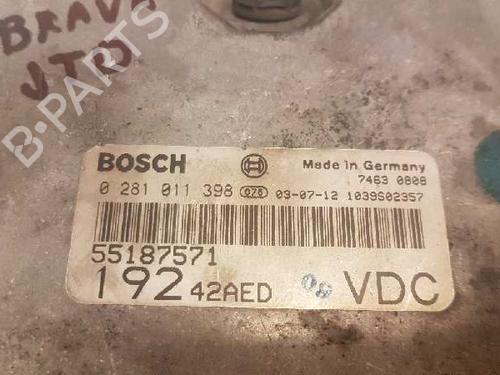 BRAVO
JTD
B-PARTS
BOSCH
Made in Germany
7463 0808
0 281 011 398 03-07-12 1039S02357
55187571
192 42AED VDC